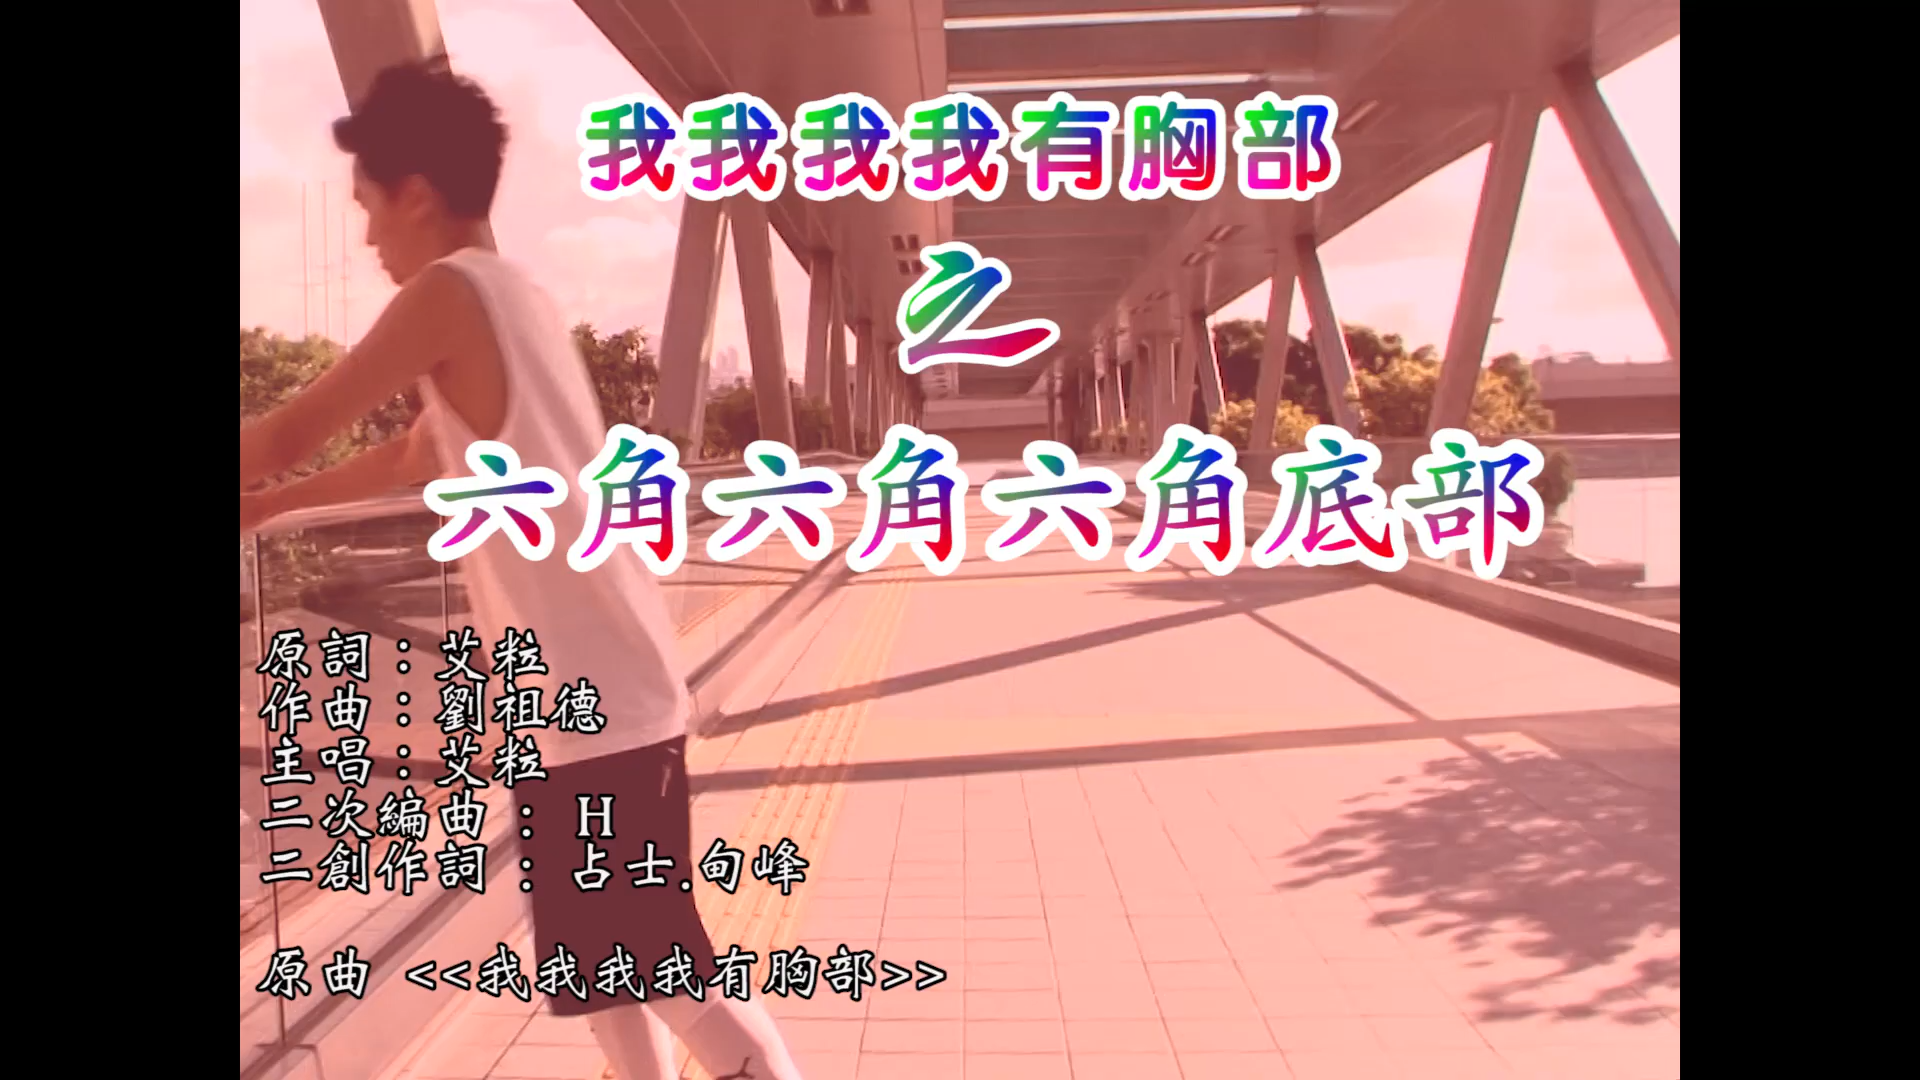 我我我我有胸部
之
六角六角六角底部
原詞：艾粒
作曲：劉祖德
主唱：艾粒
二次編曲： H
二創作詞：占士.甸峰
原曲 <<我我我我有胸部>>